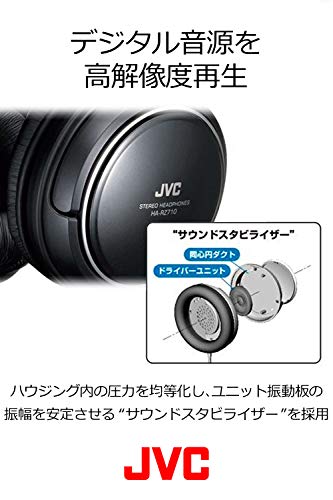 デジタル音源を
高解像度再生
JVC
STEREO HEADPHONES
HA-RZ710
“サウンドスタビライザー”
同心円ダクト
ドライバーユニット
ハウジング内の圧力を均等化し、ユニット振動板の
振幅を安定させる“サウンドスタビライザー”を採用
JVC